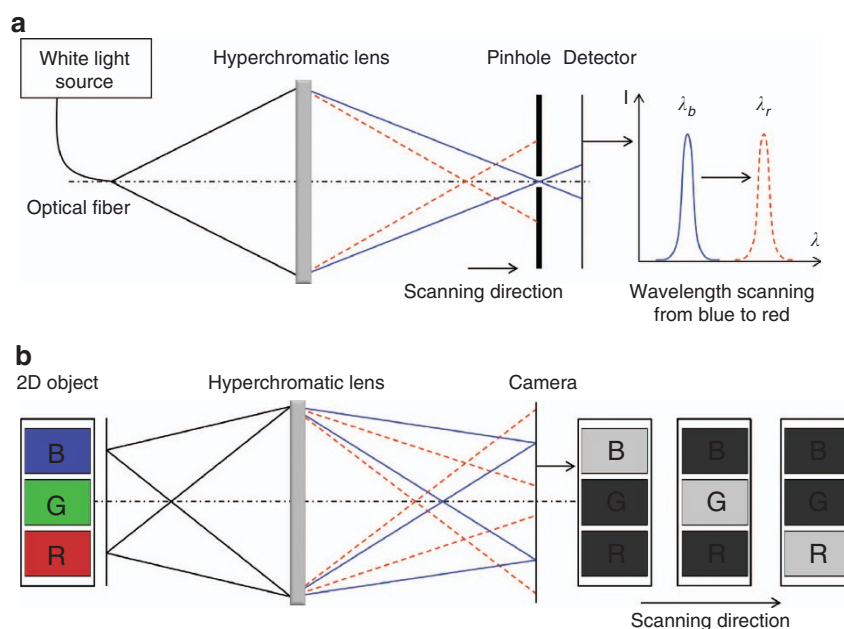 a
White light
source
Hyperchromatic lens
Pinhole
Detector
I
λb
λr
Optical fiber
λ
Scanning direction
Wavelength scanning
from blue to red
b
2D object
Hyperchromatic lens
Camera
B
G
R
B
G
R
B
G
R
B
G
R
Scanning direction